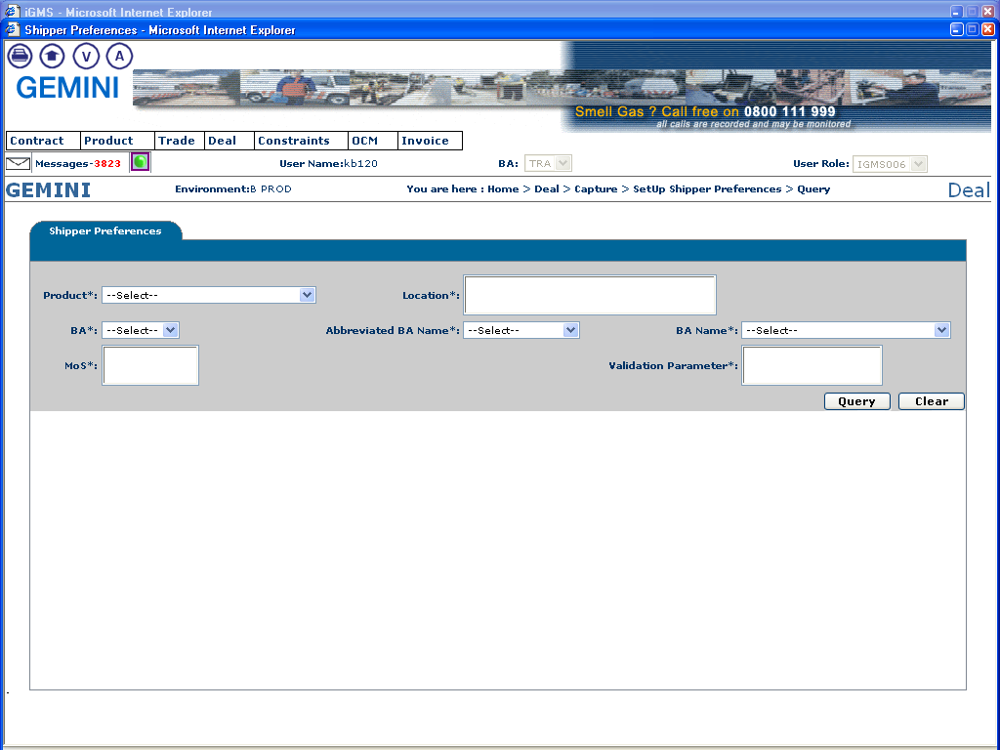 iGMS - Microsoft Internet Explorer
Shipper Preferences - Microsoft Internet Explorer
V A
GEMINI
Smell Gas ? Call free on 0800 111 999
all calls are recorded and may be monitored
Contract Product Trade Deal Constraints OCM Invoice
Messages-3823 User Name:kb120 BA: TRA User Role: IGMS006
GEMINI Environment:B PROD You are here : Home > Deal > Capture > SetUp Shipper Preferences > Query Deal
Shipper Preferences
Product*: --Select-- Location*:
BA*: --Select-- Abbreviated BA Name*: --Select-- BA Name*: --Select--
MoS*: Validation Parameter*:
Query Clear